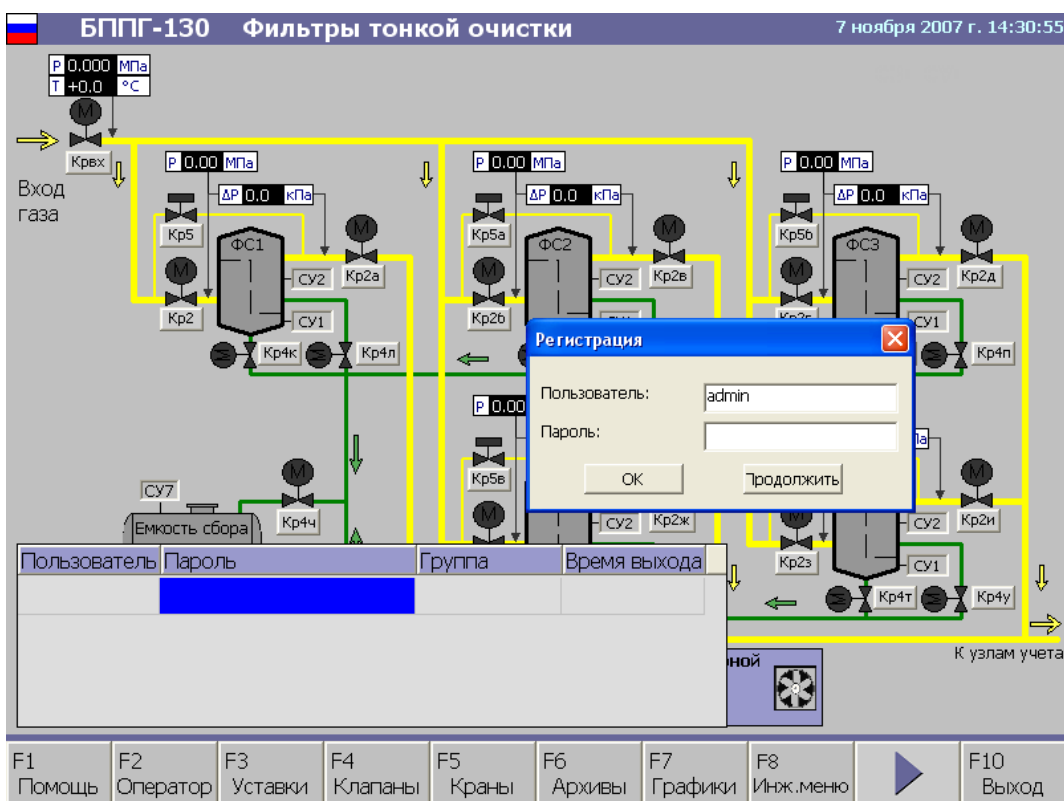 БППГ-130 Фильтры тонкой очистки 7 ноября 2007 г. 14:30:55
P 0.000 МПа
T +0.0 °C
М
Крвх
Вход
газа
P 0.00 МПа
ΔP 0.0 кПа
Кр5
ФС1
М
Кр2а
М
Кр2
СУ2
СУ1
Кр4к
Кр4л
P 0.00 МПа
ΔP 0.0 кПа
Кр5а
ФС2
М
Кр2в
М
Кр2б
СУ2
P 0.00 МПа
ΔP 0.0 кПа
Кр5б
ФС3
М
Кр2д
М
СУ2
СУ1
Кр4п
Регистрация
Пользователь: admin
Пароль:
OK
Продолжить
P 0.00
Кр5в
М
СУ2
Кр2ж
М
Кр2и
М
Кр2з
СУ2
СУ1
Кр4т
Кр4у
СУ7
Емкость сбора
М
Кр4ч
Пользователь Пароль Группа Время выхода
К узлам учета
F1 Помощь
F2 Оператор
F3 Уставки
F4 Клапаны
F5 Краны
F6 Архивы
F7 Графики
F8 Инж.меню
F10 Выход